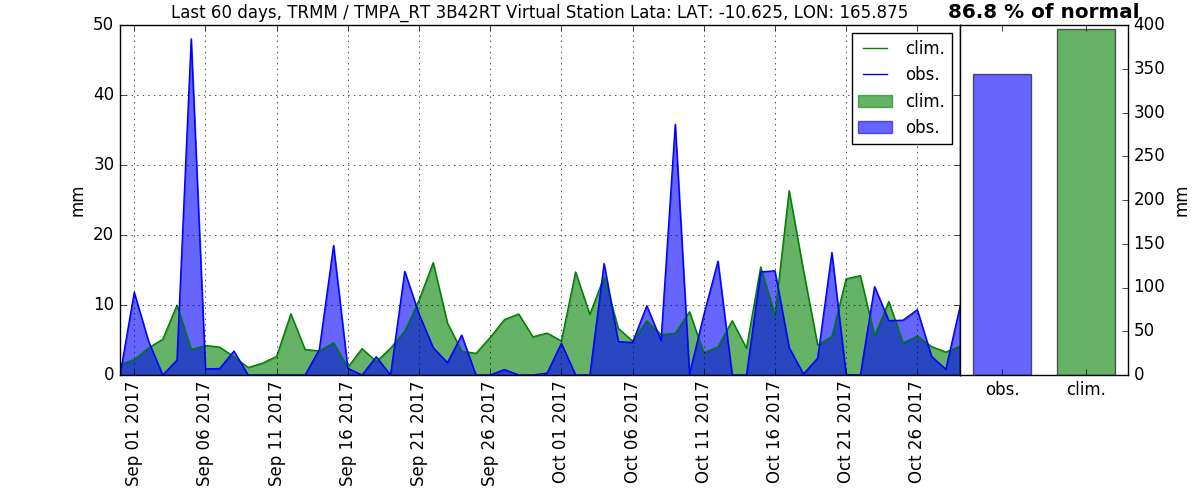 Last 60 days, TRMM / TMPA_RT 3B42RT Virtual Station Lata: LAT: -10.625, LON: 165.875
86.8 % of normal
50
40
30
20
10
0
mm
clim.
obs.
clim.
obs.
Sep 01 2017
Sep 06 2017
Sep 11 2017
Sep 16 2017
Sep 21 2017
Sep 26 2017
Oct 01 2017
Oct 06 2017
Oct 11 2017
Oct 16 2017
Oct 21 2017
Oct 26 2017
400
350
300
250
200
150
100
50
0
mm
obs.
clim.